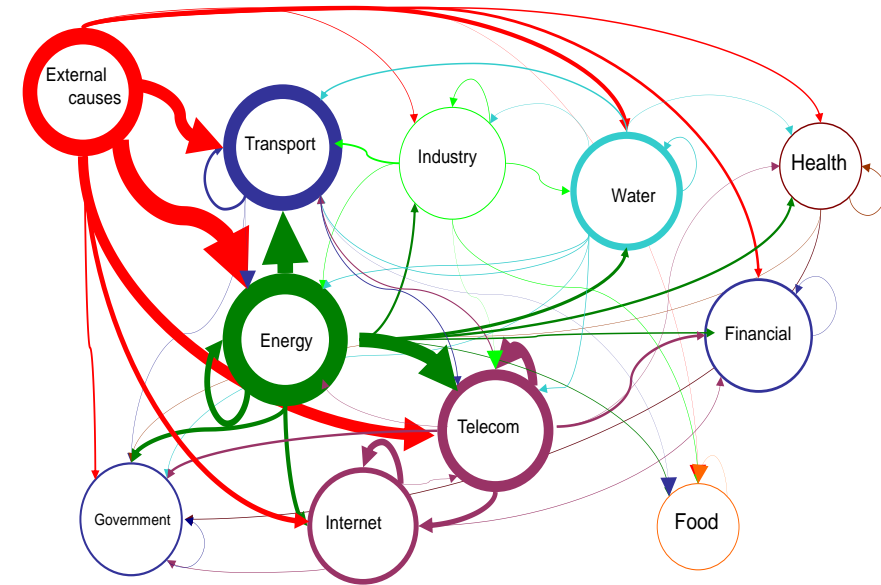 External
causes
Transport
Industry
Water
Health
Energy
Financial
Telecom
Government
Internet
Food